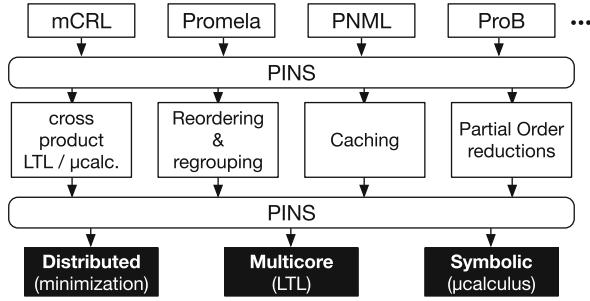 mCRL Promela PNML ProB ...
PINS
cross product LTL / µcalc.
Reordering & regrouping
Caching
Partial Order reductions
PINS
Distributed (minimization)
Multicore (LTL)
Symbolic (µcalculus)